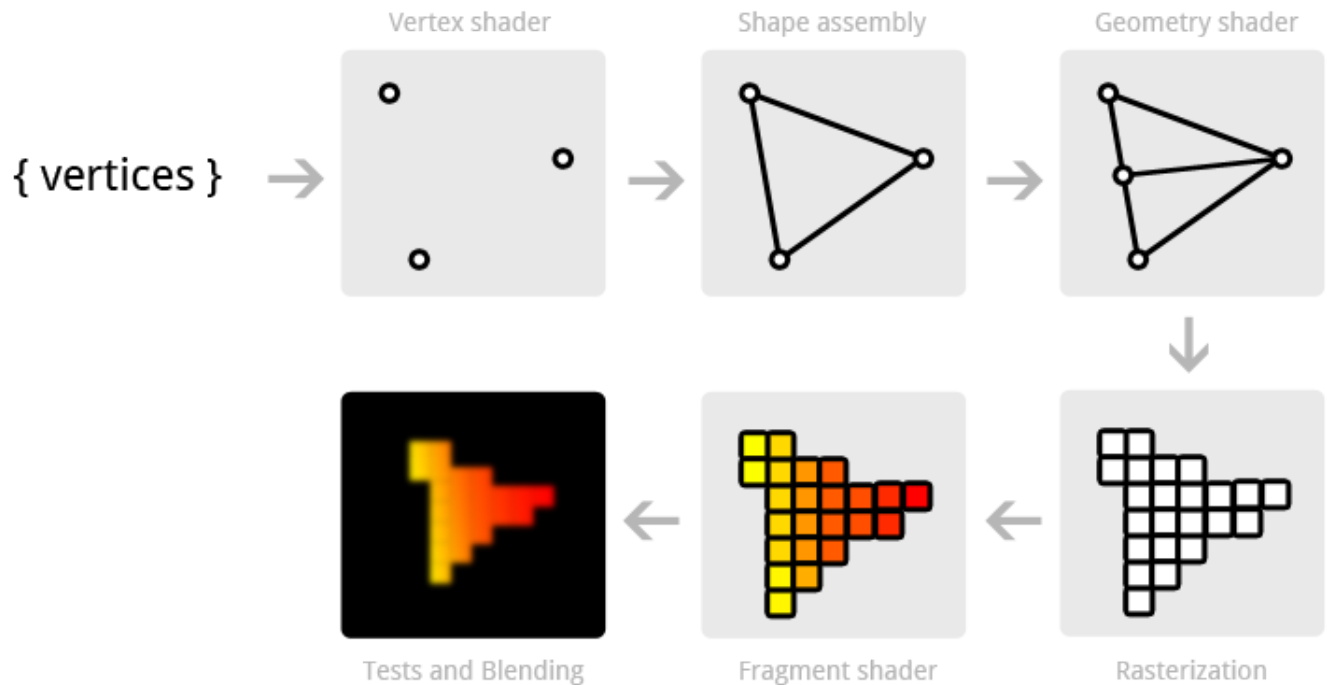 Vertex shader
Shape assembly
Geometry shader
{ vertices }
Tests and Blending
Fragment shader
Rasterization